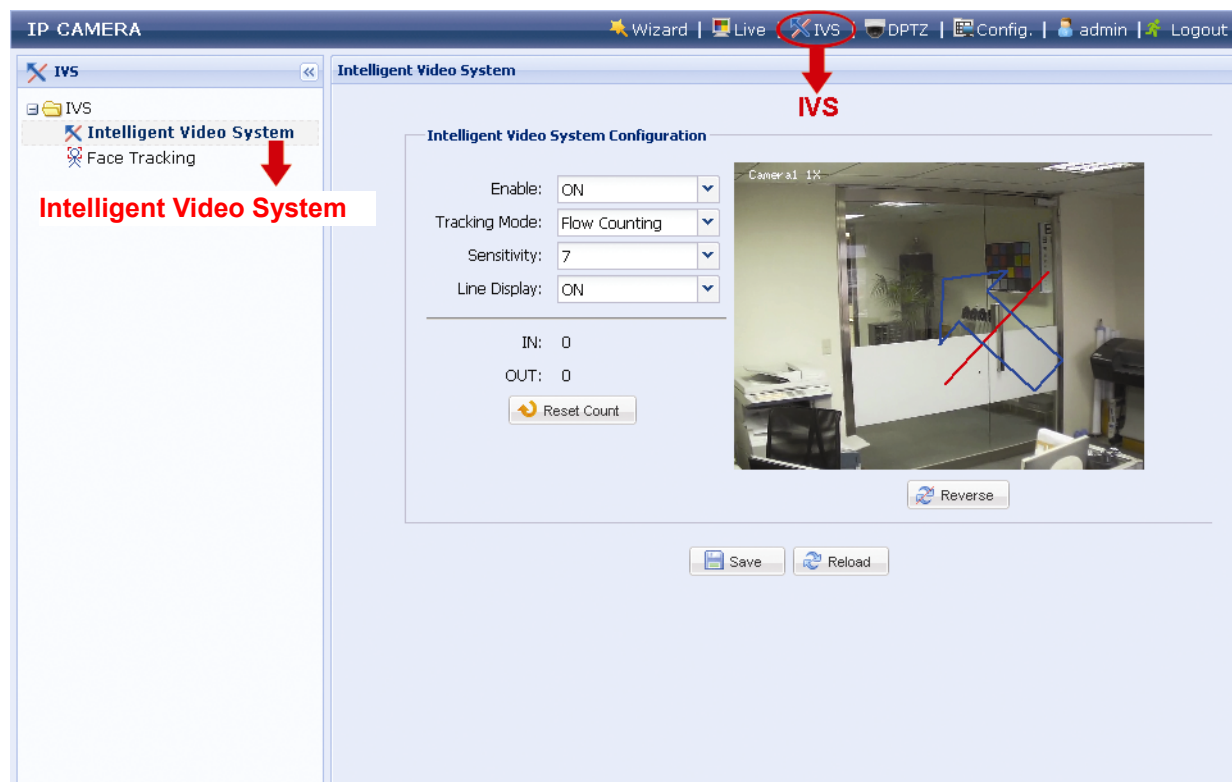 IP CAMERA
Wizard | Live | IVS | DPTZ | Config. | admin | Logout
IVS
IVS
Intelligent Video System
Face Tracking
Intelligent Video System
Intelligent Video System
IVS
Intelligent Video System Configuration
Enable: ON
Tracking Mode: Flow Counting
Sensitivity: 7
Line Display: ON
IN: 0
OUT: 0
Reset Count
Camera1 1X
Reverse
Save
Reload